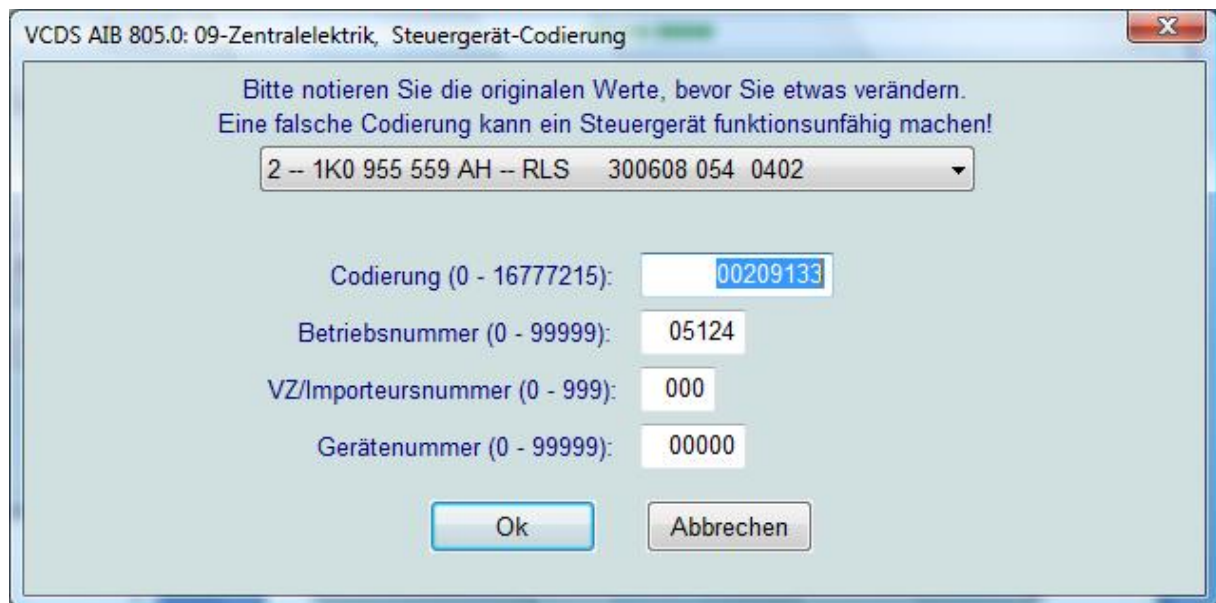 VCDS AIB 805.0: 09-Zentralelektrik, Steuergerät-Codierung
Bitte notieren Sie die originalen Werte, bevor Sie etwas verändern.
Eine falsche Codierung kann ein Steuergerät funktionsunfähig machen!
2 -- 1K0 955 559 AH -- RLS 300608 054 0402
Codierung (0 - 16777215): 00209133
Betriebsnummer (0 - 99999): 05124
VZ/Importeursnummer (0 - 999): 000
Gerätenummer (0 - 99999): 00000
Ok Abbrechen